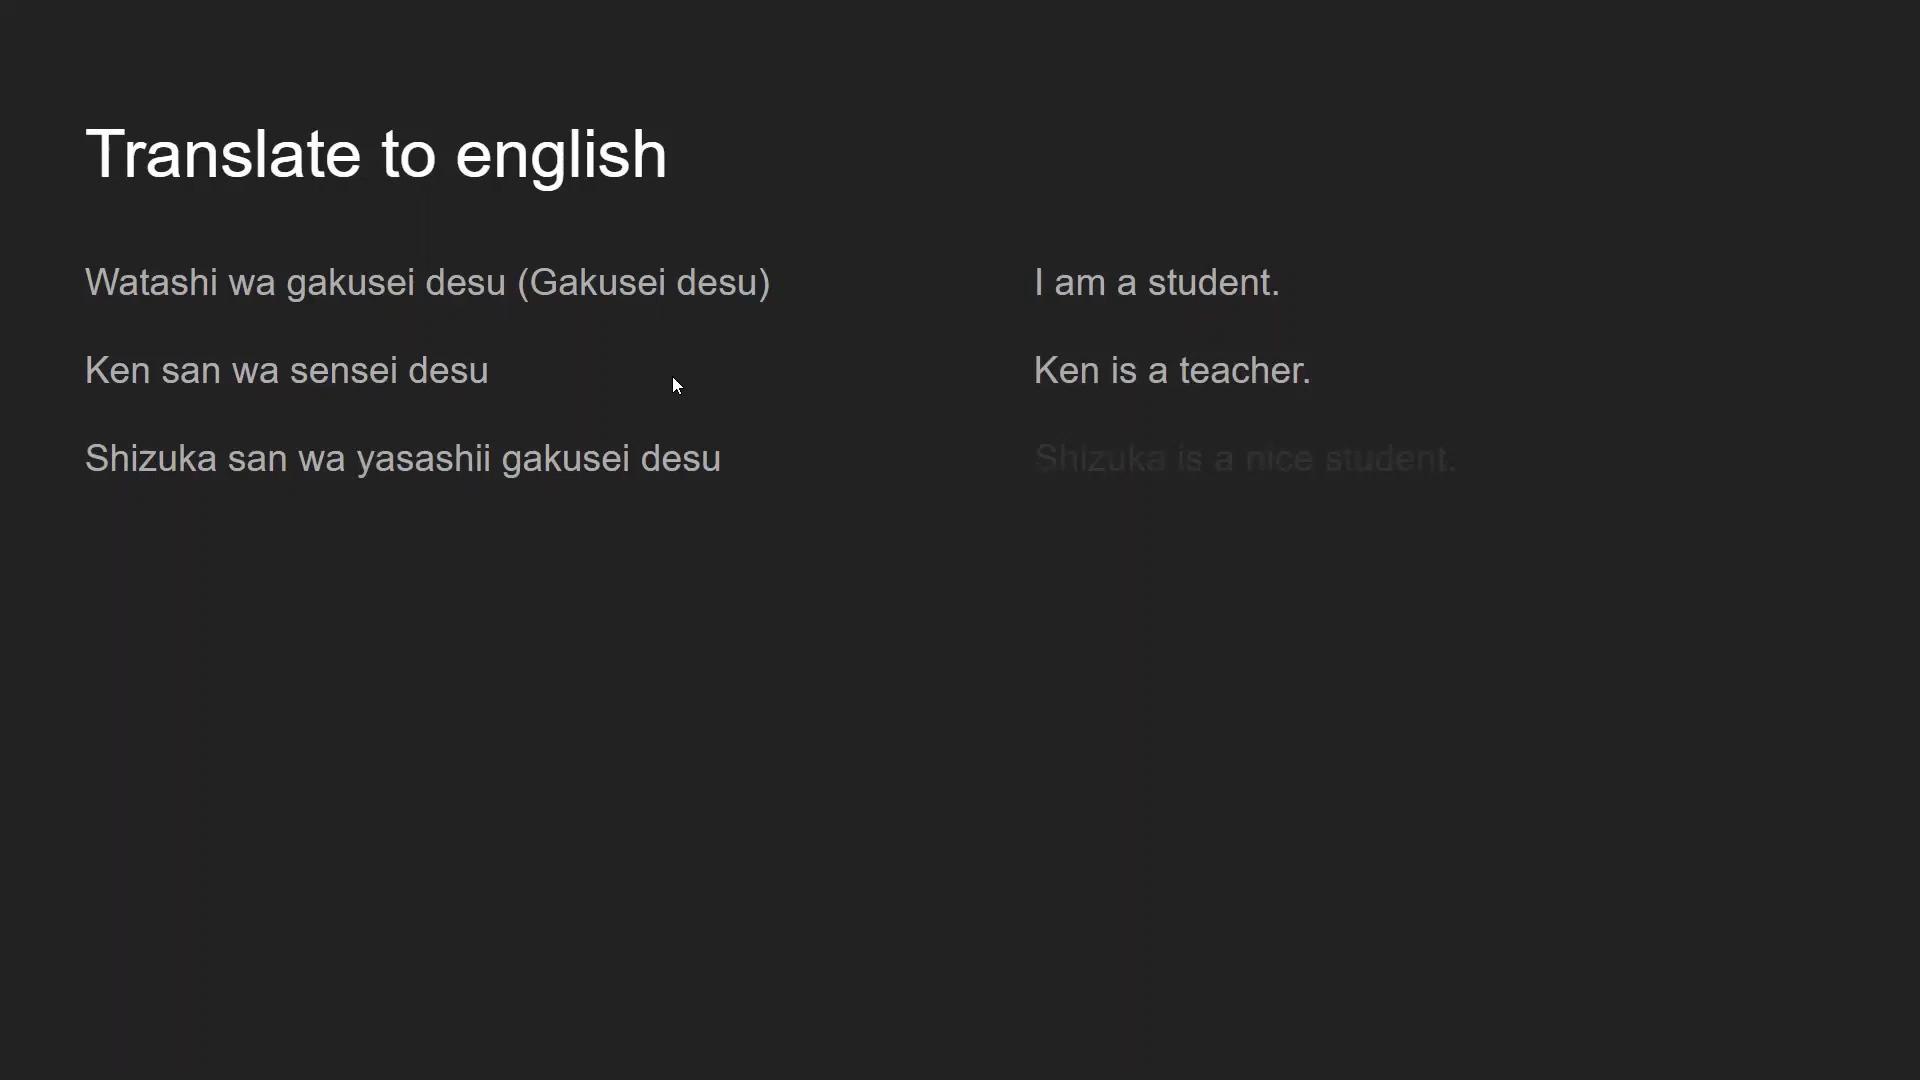 Translate to english
Watashi wa gakusei desu (Gakusei desu)
I am a student.
Ken san wa sensei desu
Ken is a teacher.
Shizuka san wa yasashii gakusei desu
Shizuka is a nice student.